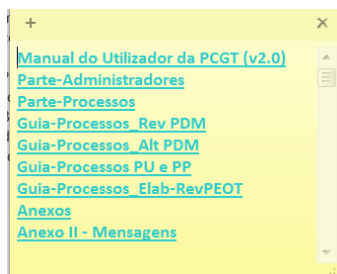 Manual do Utilizador da PCGT (v2.0)
Parte-Administradores
Parte-Processos
Guia-Processos_Rev PDM
Guia-Processos_Alt PDM
Guia-Processos PU e PP
Guia-Processos_Elab-RevPEOT
Anexos
Anexo II - Mensagens